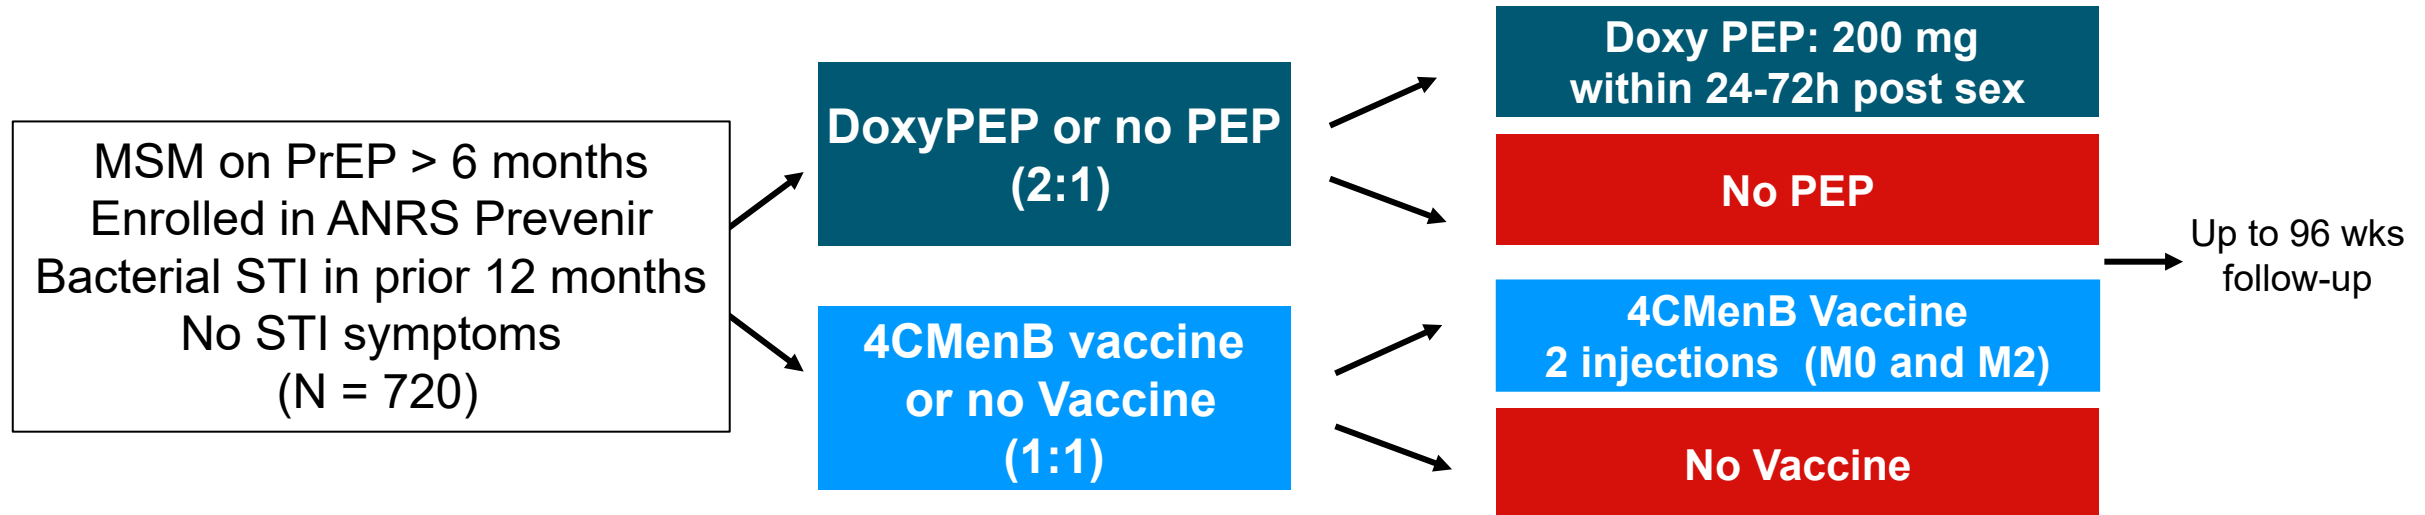 MSM on PrEP > 6 months
Enrolled in ANRS Prevenir
Bacterial STI in prior 12 months
No STI symptoms
(N = 720)
DoxyPEP or no PEP
(2:1)
4CMenB vaccine
or no Vaccine
(1:1)
Doxy PEP: 200 mg
within 24-72h post sex
No PEP
4CMenB Vaccine
2 injections (M0 and M2)
No Vaccine
Up to 96 wks
follow-up